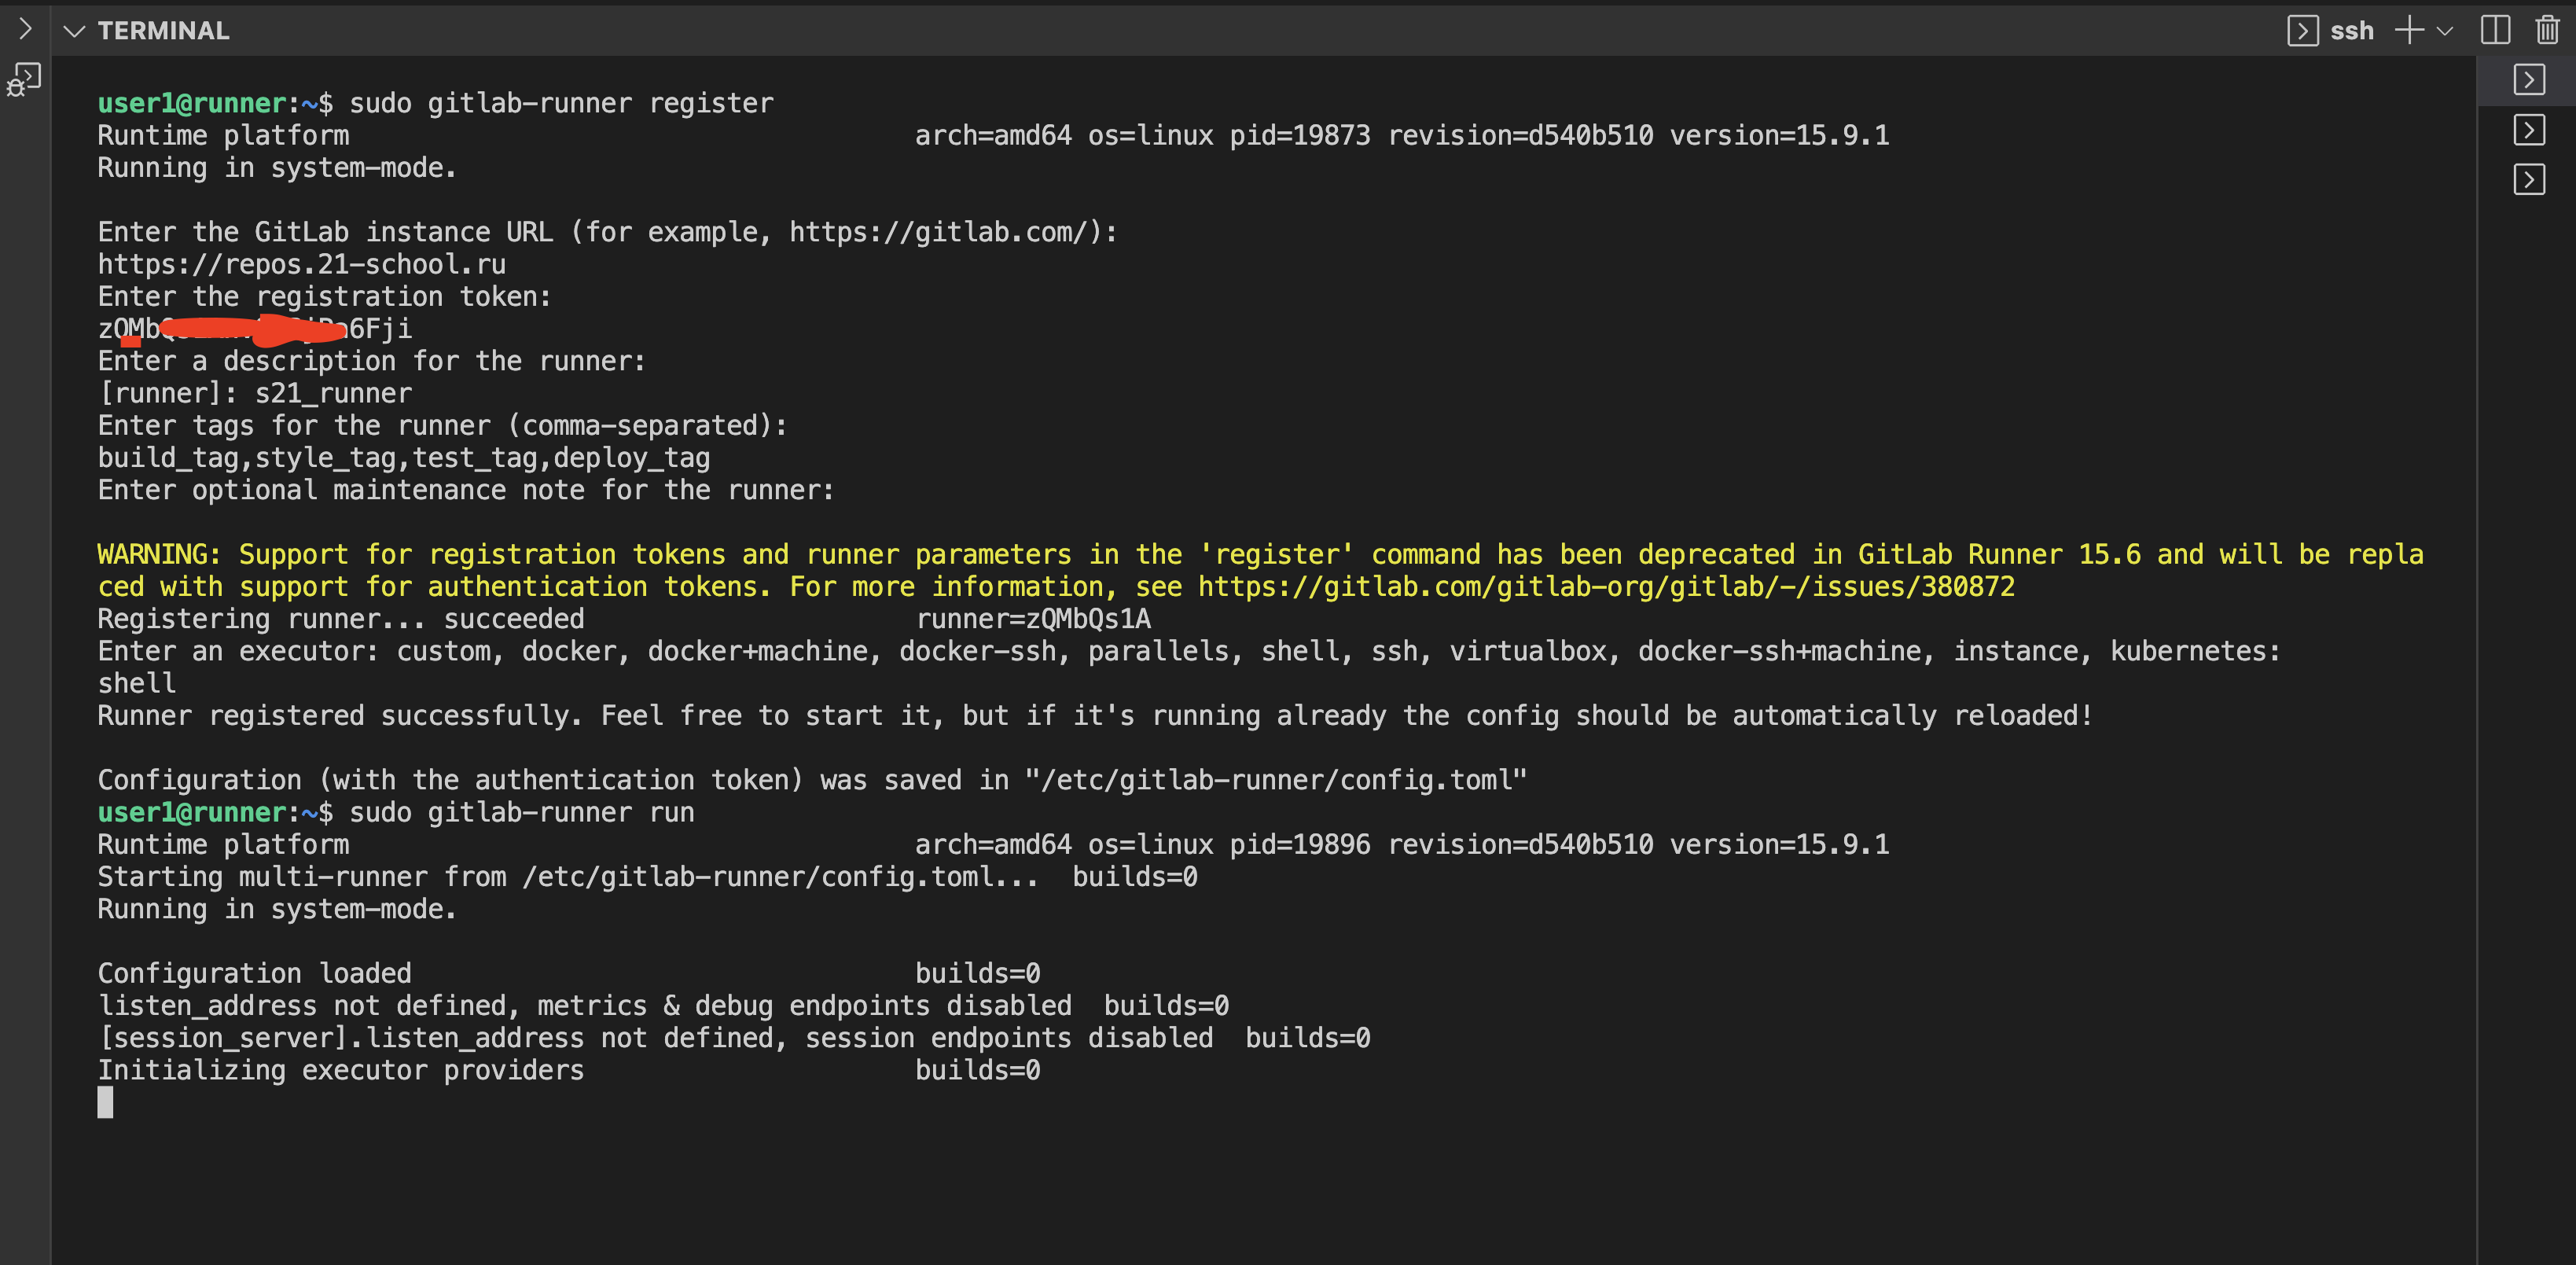 TERMINAL
ssh
user1@runner:~$ sudo gitlab-runner register
Runtime platform arch=amd64 os=linux pid=19873 revision=d540b510 version=15.9.1
Running in system-mode.
Enter the GitLab instance URL (for example, https://gitlab.com/):
https://repos.21-school.ru
Enter the registration token:
Enter a description for the runner:
[runner]: s21_runner
Enter tags for the runner (comma-separated):
build_tag,style_tag,test_tag,deploy_tag
Enter optional maintenance note for the runner:
WARNING: Support for registration tokens and runner parameters in the 'register' command has been deprecated in GitLab Runner 15.6 and will be repla
ced with support for authentication tokens. For more information, see https://gitlab.com/gitlab-org/gitlab/-/issues/380872
Registering runner... succeeded runner=zQMbQs1A
Enter an executor: custom, docker, docker+machine, docker-ssh, parallels, shell, ssh, virtualbox, docker-ssh+machine, instance, kubernetes:
shell
Runner registered successfully. Feel free to start it, but if it's running already the config should be automatically reloaded!
Configuration (with the authentication token) was saved in "/etc/gitlab-runner/config.toml"
user1@runner:~$ sudo gitlab-runner run
Runtime platform arch=amd64 os=linux pid=19896 revision=d540b510 version=15.9.1
Starting multi-runner from /etc/gitlab-runner/config.toml... builds=0
Running in system-mode.
Configuration loaded builds=0
listen_address not defined, metrics & debug endpoints disabled builds=0
[session_server].listen_address not defined, session endpoints disabled builds=0
Initializing executor providers builds=0